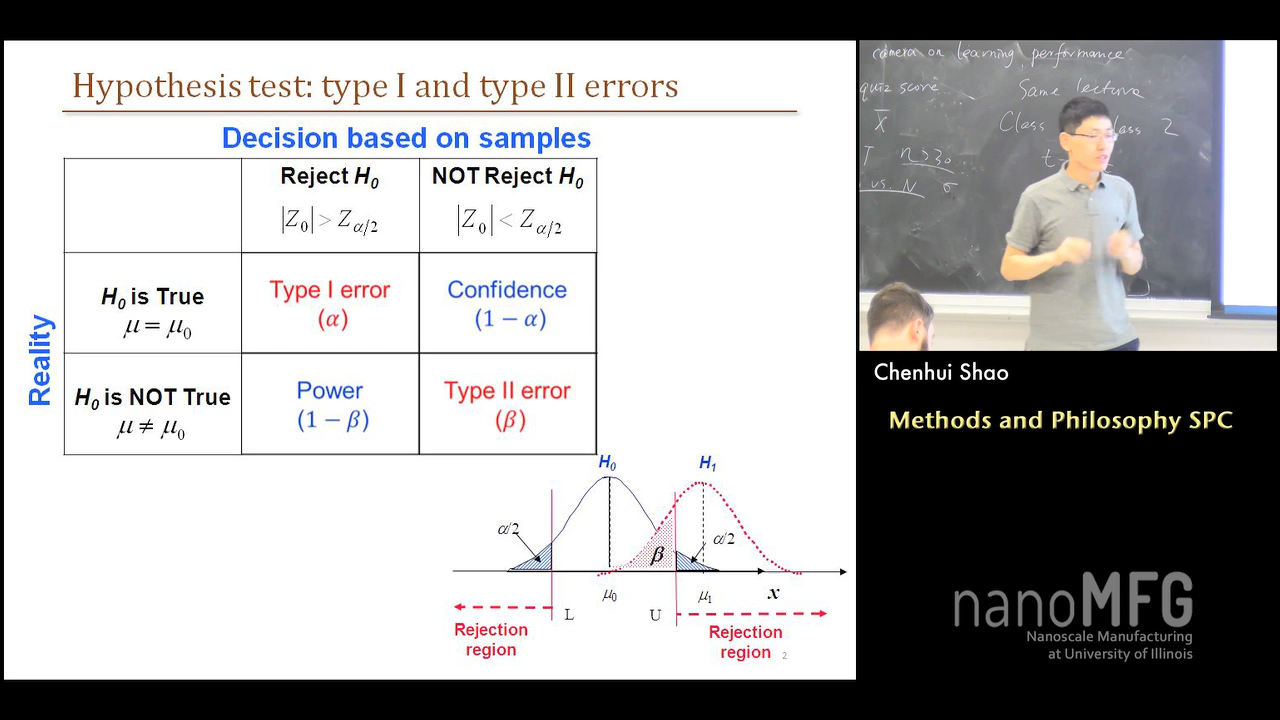 Hypothesis test: type I and type II errors
Decision based on samples
Reject H₀
NOT Reject H₀
|Z₀| > Z_α/2
|Z₀| < Z_α/2
Reality
H₀ is True
μ = μ₀
Type I error
(α)
Confidence
(1 − α)
H₀ is NOT True
μ ≠ μ₀
Power
(1 − β)
Type II error
(β)
H₀
H₁
α/2
β
α/2
μ₀
μ₁
x
L
U
Rejection
region
Rejection
region
2
camera on learning performance
quiz score
Same lecture
X̄
Class
2
n>30
t-
vs. N σ
Chenhui Shao
Methods and Philosophy SPC
nanoMFG
Nanoscale Manufacturing
at University of Illinois